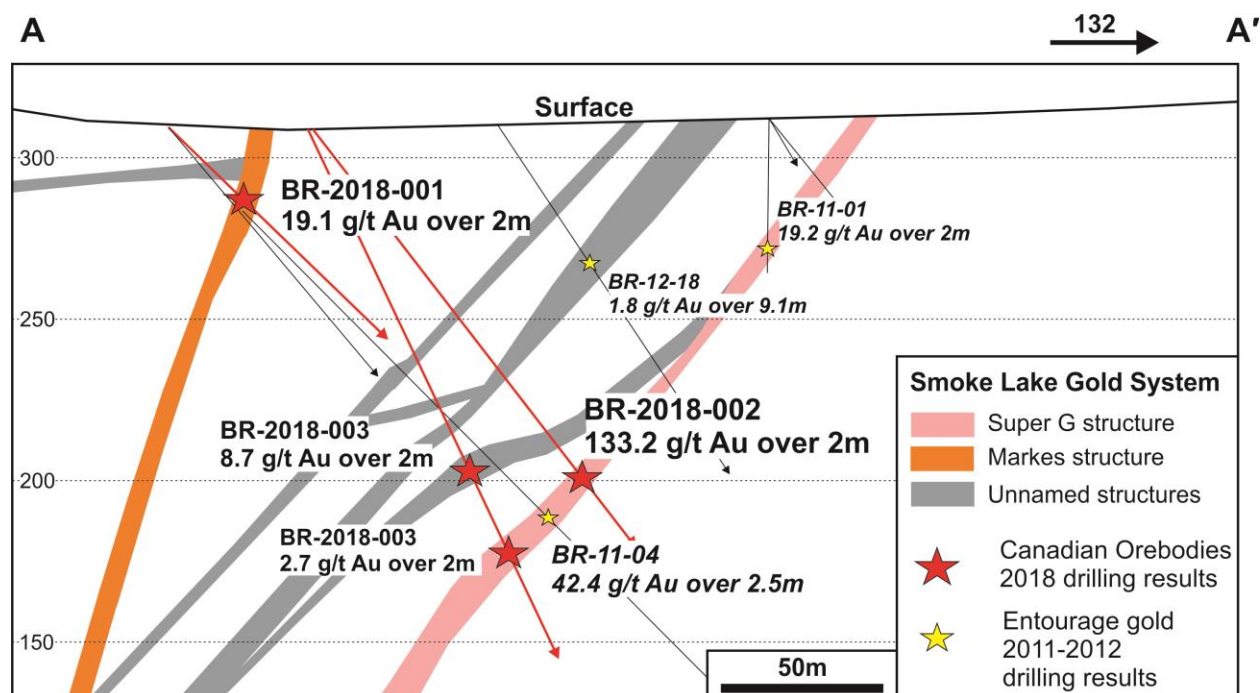 A
132
A′
Surface
300
BR-2018-001
19.1 g/t Au over 2m
BR-11-01
19.2 g/t Au over 2m
BR-12-18
1.8 g/t Au over 9.1m
250
BR-2018-002
133.2 g/t Au over 2m
BR-2018-003
8.7 g/t Au over 2m
200
BR-2018-003
2.7 g/t Au over 2m
BR-11-04
42.4 g/t Au over 2.5m
150
50m
Smoke Lake Gold System
Super G structure
Markes structure
Unnamed structures
Canadian Orebodies
2018 drilling results
Entourage gold
2011-2012
drilling results